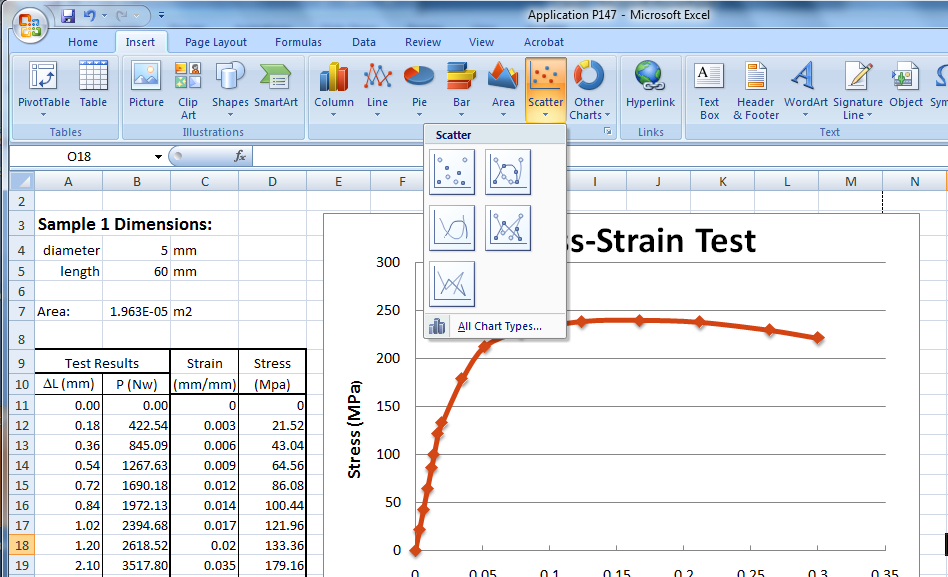 Application P147 - Microsoft Excel
Home Insert Page Layout Formulas Data Review View Acrobat
PivotTable Table Picture Clip Art Shapes SmartArt Column Line Pie Bar Area Scatter Other Charts Hyperlink Text Box Header & Footer WordArt Signature Line Object Sym
Tables Illustrations Links Text
Scatter
O18 fx
A B C D E F I J K L M N
2
3 Sample 1 Dimensions:
4 diameter 5 mm
5 length 60 mm
6
7 Area: 1.963E-05 m2
8
9 Test Results Strain Stress
10 ΔL (mm) P (Nw) (mm/mm) (Mpa)
11 0.00 0.00 0 0
12 0.18 422.54 0.003 21.52
13 0.36 845.09 0.006 43.04
14 0.54 1267.63 0.009 64.56
15 0.72 1690.18 0.012 86.08
16 0.84 1972.13 0.014 100.44
17 1.02 2394.68 0.017 121.96
18 1.20 2618.52 0.02 133.36
19 2.10 3517.80 0.035 179.16
All Chart Types...
s-Strain Test
Stress (MPa)
300
250
200
150
100
50
0
0 0.05 0.1 0.15 0.2 0.25 0.3 0.35